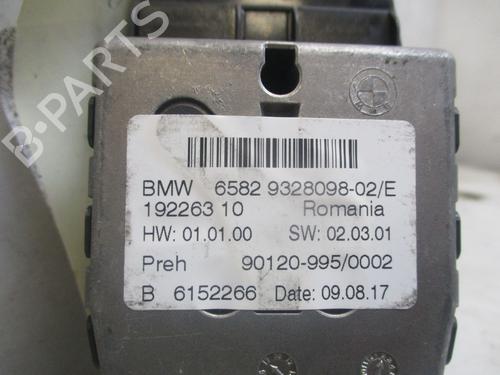 B-PARTS
BMW 6582 9328098-02/E
192263 10 Romania
HW: 01.01.00 SW: 02.03.01
Preh 90120-995/0002
B 6152266 Date: 09.08.17